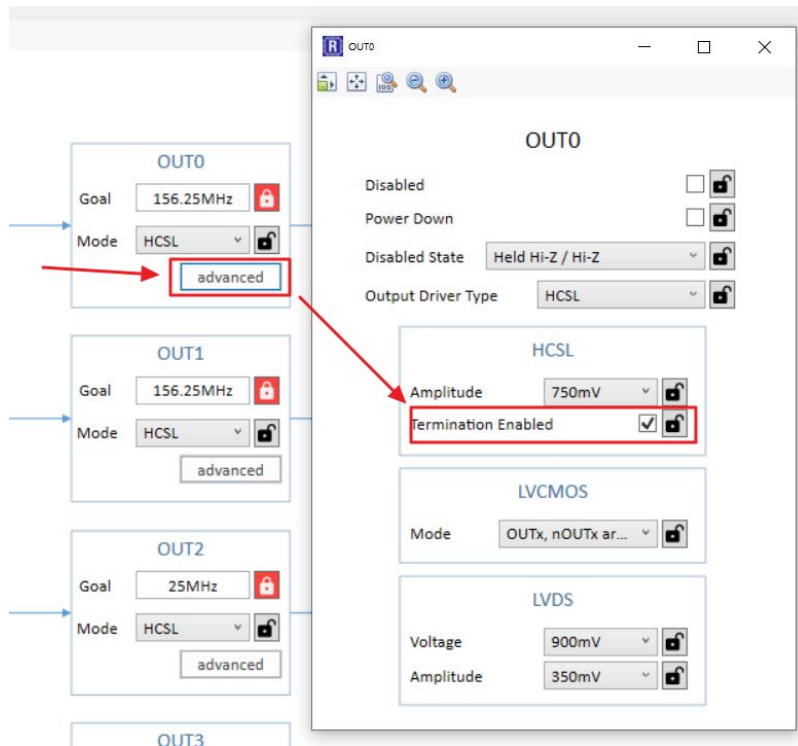 OUT0
Goal 156.25MHz
Mode HCSL
advanced
OUT1
Goal 156.25MHz
Mode HCSL
advanced
OUT2
Goal 25MHz
Mode HCSL
advanced
OUT3
R OUT0
100
OUT0
Disabled
Power Down
Disabled State Held Hi-Z / Hi-Z
Output Driver Type HCSL
HCSL
Amplitude 750mV
Termination Enabled
LVCMOS
Mode OUTx, nOUTx ar...
LVDS
Voltage 900mV
Amplitude 350mV